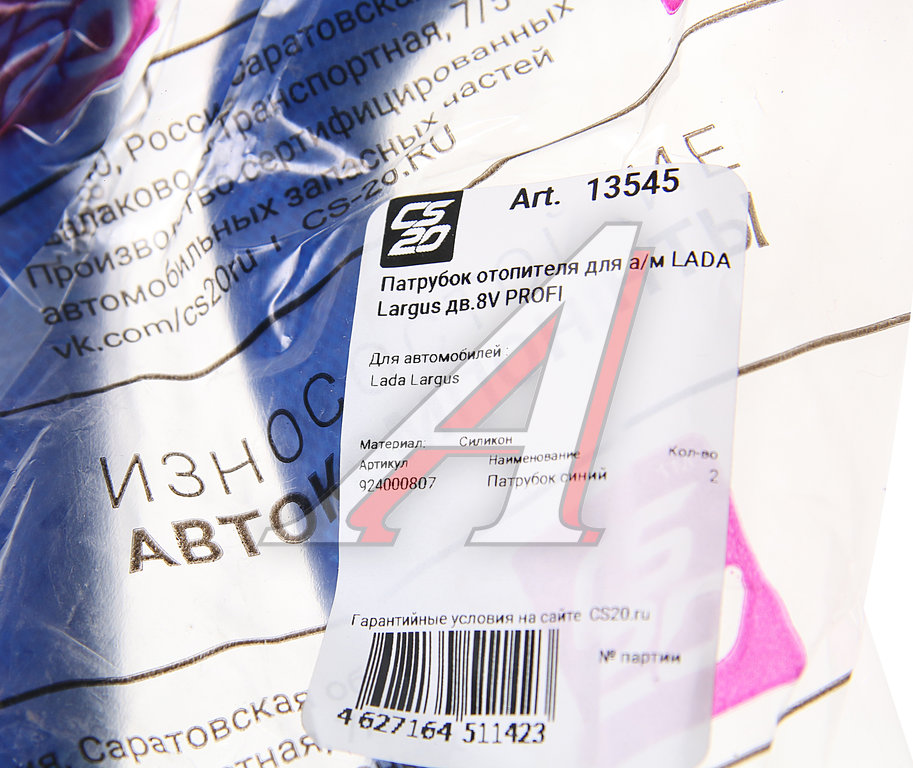 Саратовская
Россия
Транспортная, 7/5
Производство сертифицированных
автомобильных запасных частей
vk.com/cs20ru | CS-20.RU
CS
20
Art. 13545
Патрубок отопителя для а/м LADA
Largus дв.8V PROFI
Для автомобилей :
Lada Largus
Материал: Силикон
Артикул Наименование Кол-во
924000807 Патрубок синий 2
ИЗНОС
АВТОК
Гарантийные условия на сайте CS20.ru
№ партии
4 627164 511423
Саратовская